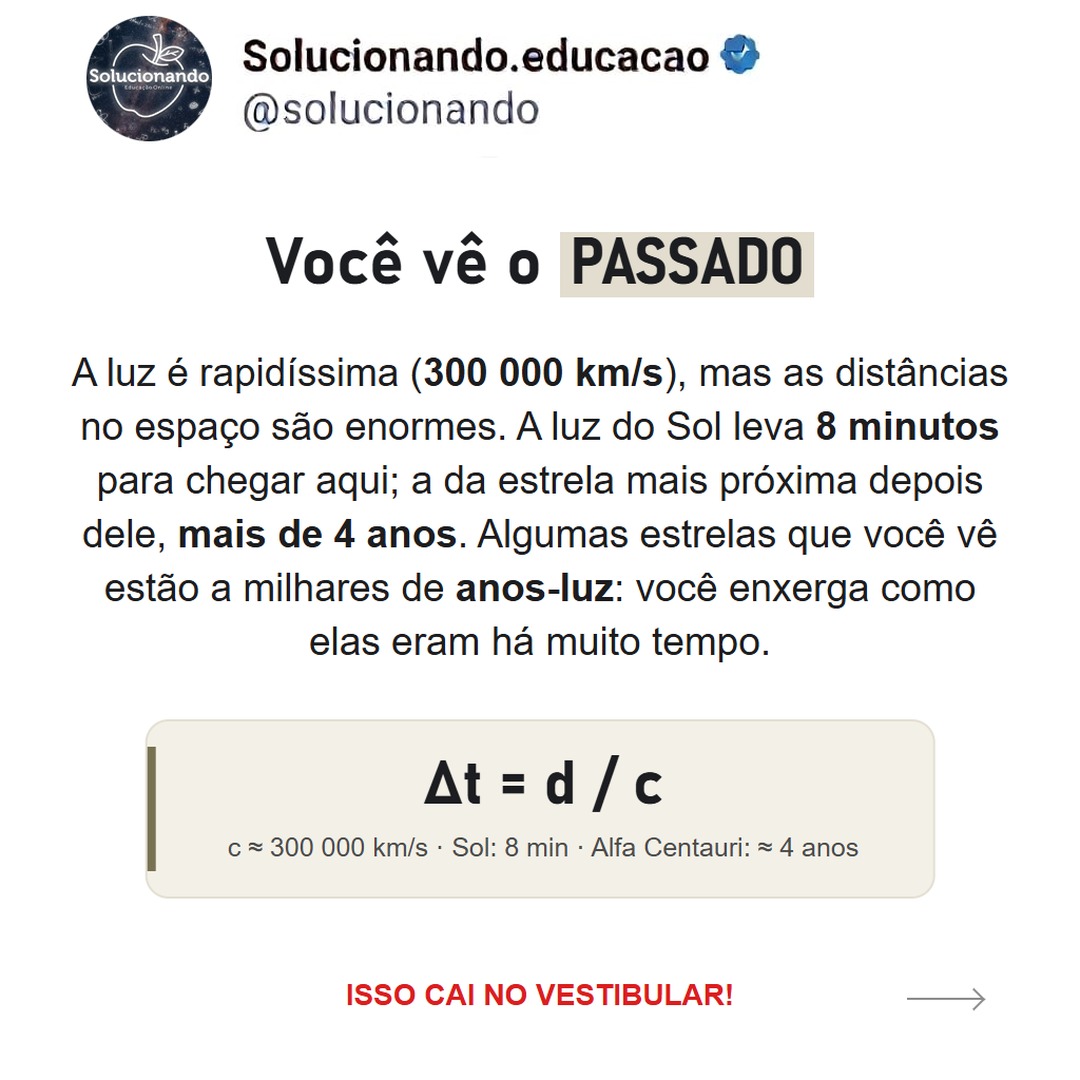 Solucionando
Educação Online
Solucionando.educacao
@solucionando
Você vê o PASSADO
A luz é rapidíssima (300 000 km/s), mas as distâncias
no espaço são enormes. A luz do Sol leva 8 minutos
para chegar aqui; a da estrela mais próxima depois
dele, mais de 4 anos. Algumas estrelas que você vê
estão a milhares de anos-luz: você enxerga como
elas eram há muito tempo.
Δt = d / c
c ≈ 300 000 km/s · Sol: 8 min · Alfa Centauri: ≈ 4 anos
ISSO CAI NO VESTIBULAR!